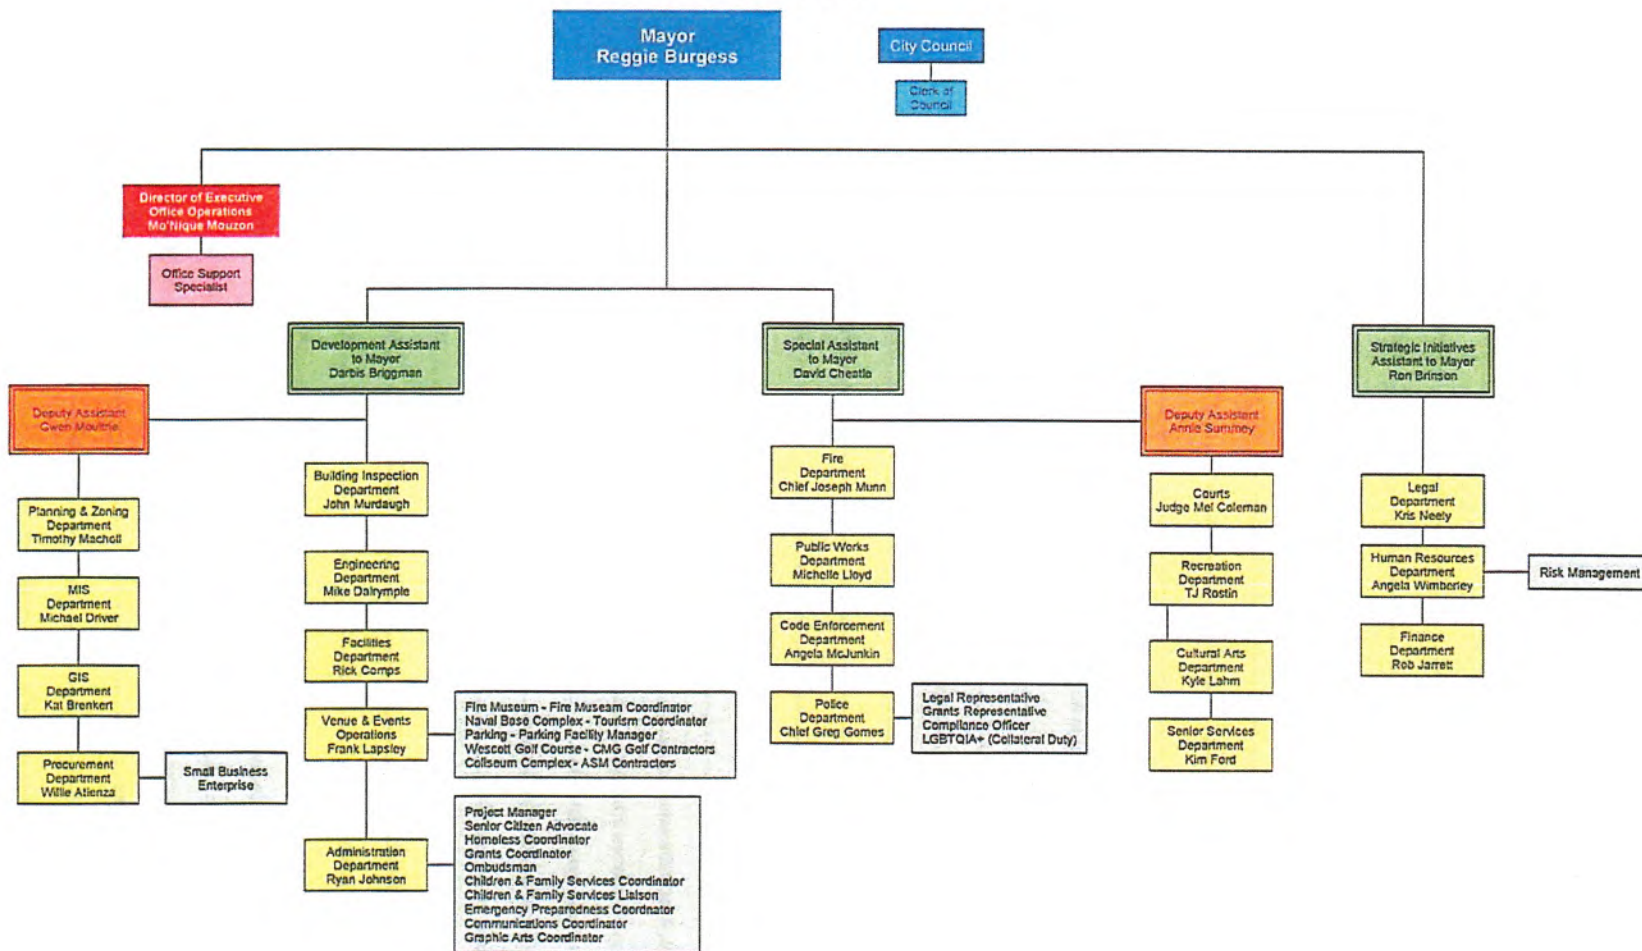 Mayor
Reggie Burgess
City Council
Clerk of
Council
Director of Executive
Office Operations
Mo'Nique Mouzon
Office Support
Specialist
Development Assistant
to Mayor
Darbis Briggman
Special Assistant
to Mayor
David Cheatle
Strategic Initiatives
Assistant to Mayor
Ron Brinson
Deputy Assistant
Gwen Moultrie
Deputy Assistant
Annie Summey
Planning & Zoning
Department
Timothy Macholl
MIS
Department
Michael Driver
GIS
Department
Kat Brenkert
Procurement
Department
Willie Atienza
Small Business
Enterprise
Building Inspection
Department
John Murdaugh
Engineering
Department
Mike Dalrymple
Facilities
Department
Rick Comps
Venue & Events
Operations
Frank Lapsley
Fire Museum - Fire Museam Coordinator
Naval Base Complex - Tourism Coordinator
Parking - Parking Facility Manager
Wescott Golf Course - CMG Golf Contractors
Coliseum Complex - ASM Contractors
Administration
Department
Ryan Johnson
Project Manager
Senior Citizen Advocate
Homeless Coordinator
Grants Coordinator
Ombudsman
Children & Family Services Coordinator
Children & Family Services Liaison
Emergency Preparedness Coordnator
Communications Coordinator
Graphic Arts Coordinator
Fire
Department
Chief Joseph Munn
Public Works
Department
Michelle Lloyd
Code Enforcement
Department
Angela McJunkin
Police
Department
Chief Greg Gomes
Legal Representative
Grants Representative
Compliance Officer
LGBTQIA+ (Collateral Duty)
Courts
Judge Mel Coleman
Recreation
Department
TJ Rostin
Cultural Arts
Department
Kyle Lahm
Senior Services
Department
Kim Ford
Legal
Department
Kris Neely
Human Resources
Department
Angela Wimberley
Risk Management
Finance
Department
Rob Jarrett